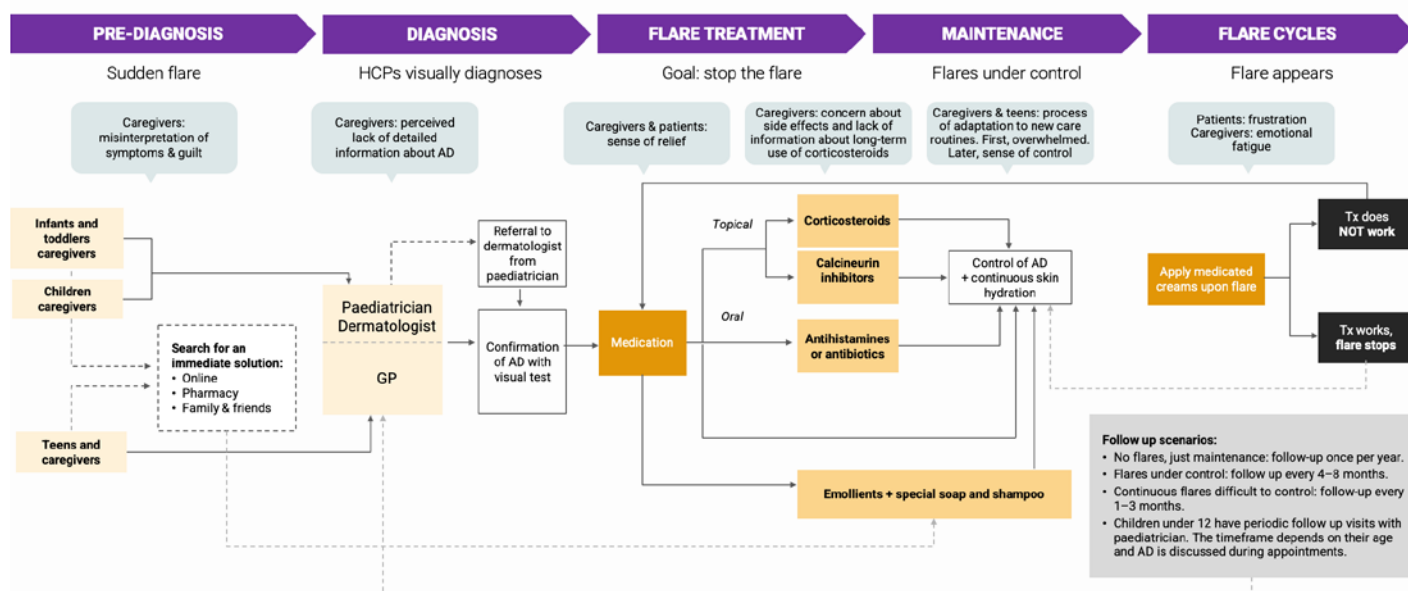 PRE-DIAGNOSIS
DIAGNOSIS
FLARE TREATMENT
MAINTENANCE
FLARE CYCLES
Sudden flare
HCPs visually diagnoses
Goal: stop the flare
Flares under control
Flare appears
Caregivers:
misinterpretation of
symptoms & guilt
Caregivers: perceived
lack of detailed
information about AD
Caregivers & patients:
sense of relief
Caregivers: concern about
side effects and lack of
information about long-term
use of corticosteroids
Caregivers & teens: process
of adaptation to new care
routines. First, overwhelmed.
Later, sense of control
Patients: frustration
Caregivers: emotional
fatigue
Infants and
toddlers
caregivers
Children
caregivers
Search for an
immediate solution:
• Online
• Pharmacy
• Family & friends
Teens and
caregivers
Paediatrician
Dermatologist
GP
Referral to
dermatologist
from
paediatrician
Confirmation
of AD with
visual test
Medication
Topical
Oral
Corticosteroids
Calcineurin
inhibitors
Antihistamines
or antibiotics
Emollients + special soap and shampoo
Control of AD
+ continuous skin
hydration
Apply medicated
creams upon flare
Tx does
NOT work
Tx works,
flare stops
Follow up scenarios:
• No flares, just maintenance: follow-up once per year.
• Flares under control: follow up every 4–8 months.
• Continuous flares difficult to control: follow-up every
1–3 months.
• Children under 12 have periodic follow up visits with
paediatrician. The timeframe depends on their age
and AD is discussed during appointments.